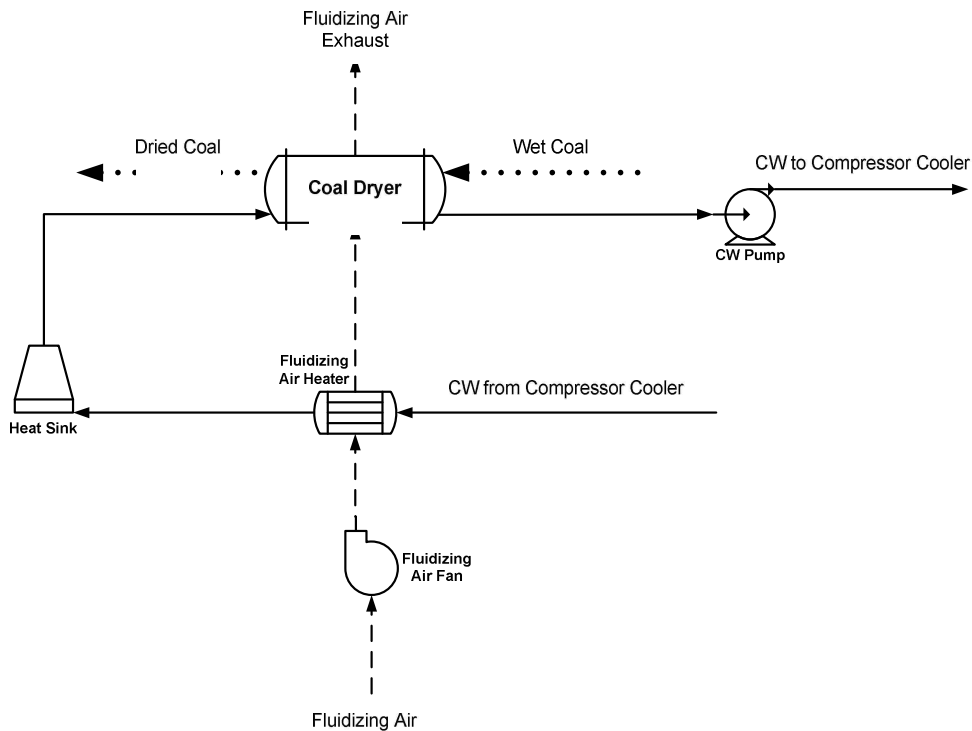 Fluidizing Air
Exhaust
Dried Coal
Wet Coal
CW to Compressor Cooler
Coal Dryer
CW Pump
Fluidizing
Air Heater
CW from Compressor Cooler
Heat Sink
Fluidizing
Air Fan
Fluidizing Air